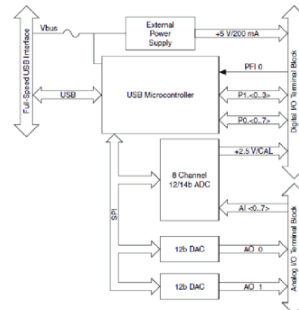 Full-Speed USB Interface
Vbus
External
Power
Supply
+5 V/200 mA
USB
USB Microcontroller
PFI 0
P1.<0..3>
P0.<0..7>
Digital I/O Terminal Block
SPI
8 Channel
12/14b ADC
+2.5 V/CAL
AI <0..7>
12b DAC
AO 0
12b DAC
AO 1
Analog I/O Terminal Block